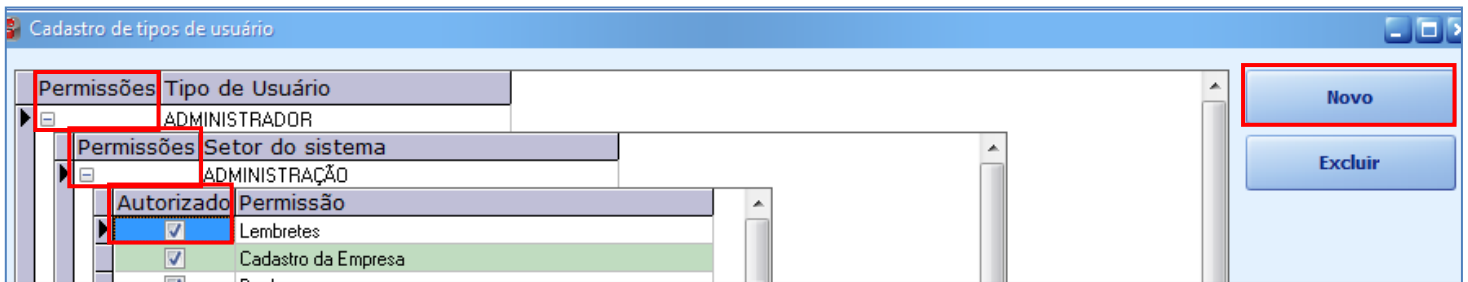 Cadastro de tipos de usuário
Permissões Tipo de Usuário
Novo
ADMINISTRADOR
Permissões Setor do sistema
Excluir
ADMINISTRAÇÃO
Autorizado Permissão
Lembretes
Cadastro da Empresa